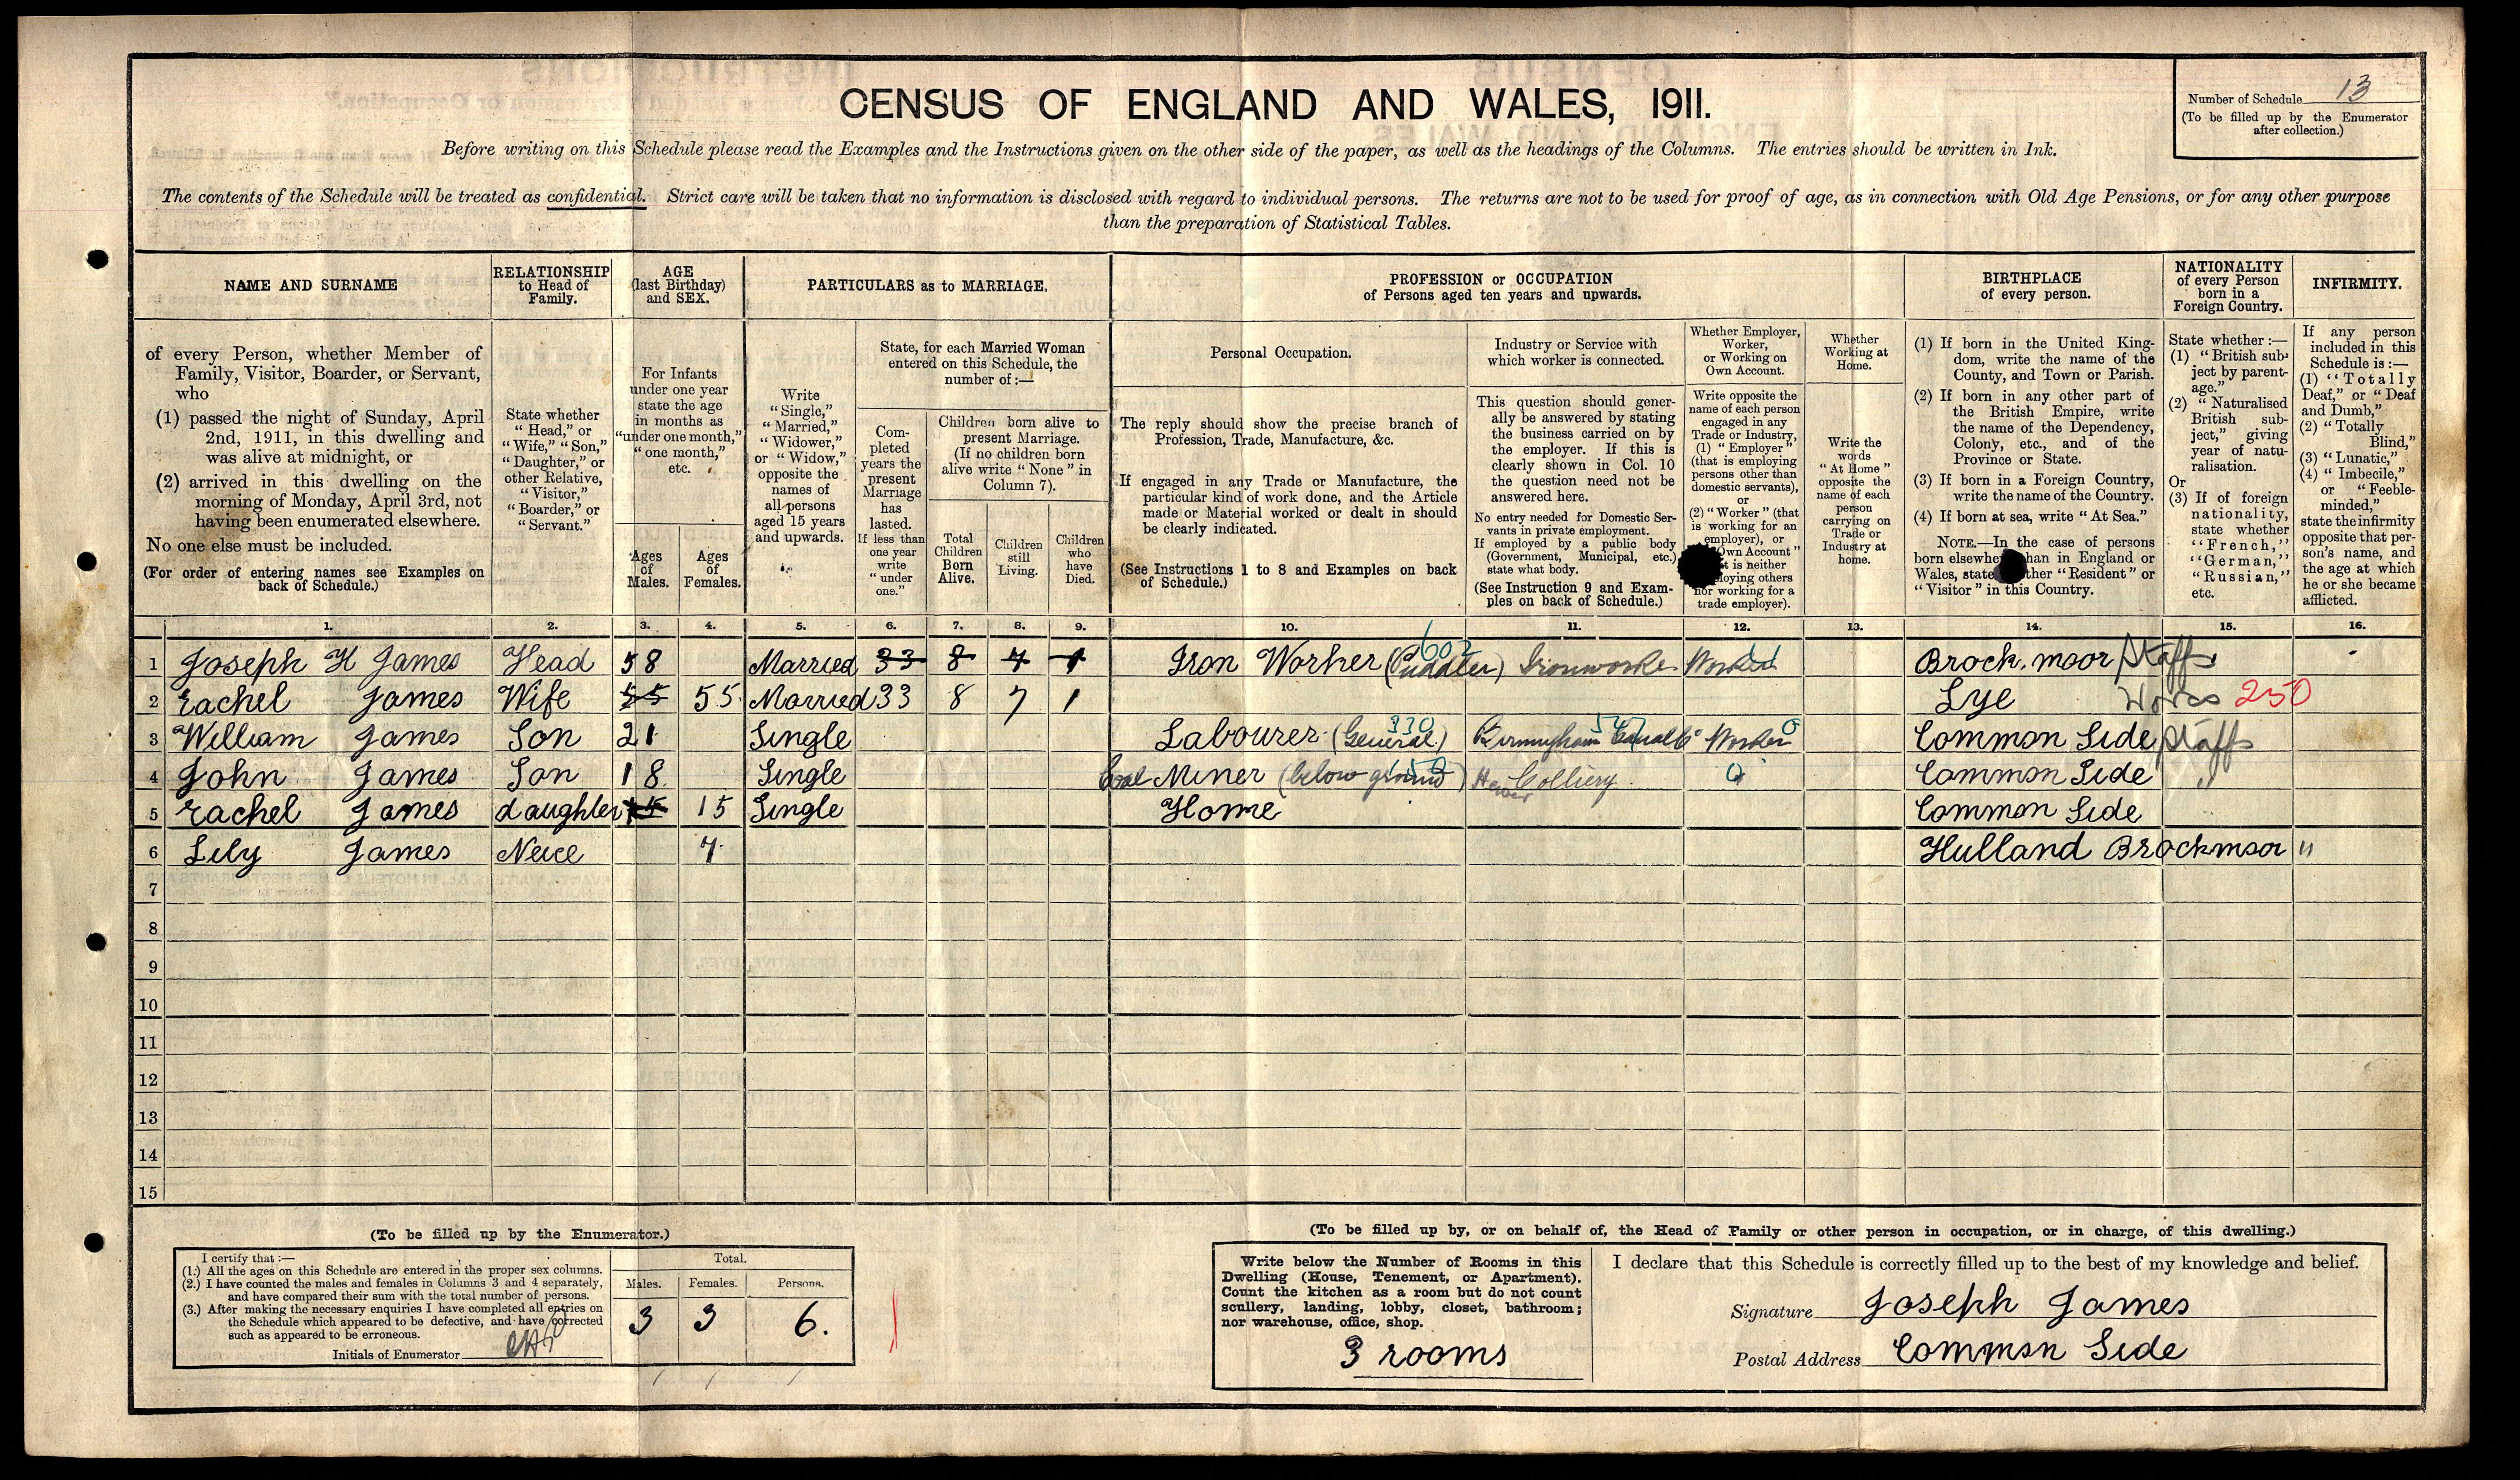 CENSUS OF ENGLAND AND WALES, 1911.
Number of Schedule 13
(To be filled up by the Enumerator after collection.)
Before writing on this Schedule please read the Examples and the Instructions given on the other side of the paper, as well as the headings of the Columns. The entries should be written in Ink.
The contents of the Schedule will be treated as confidential. Strict care will be taken that no information is disclosed with regard to individual persons. The returns are not to be used for proof of age, as in connection with Old Age Pensions, or for any other purpose
than the preparation of Statistical Tables.
NAME AND SURNAME
of every Person, whether Member of
Family, Visitor, Boarder, or Servant,
who
(1) passed the night of Sunday, April
2nd, 1911, in this dwelling and
was alive at midnight, or
(2) arrived in this dwelling on the
morning of Monday, April 3rd, not
having been enumerated elsewhere.
No one else must be included.
(For order of entering names see Examples on
back of Schedule.)
RELATIONSHIP
to Head of
Family.
State whether
"Head," or
"Wife," "Son,"
"Daughter," or
other Relative,
"Visitor,"
"Boarder," or
"Servant."
AGE
(last Birthday)
and SEX.
For Infants
under one year
state the age
in months as
"under one month,"
"one month,"
etc.
Ages
of
Males.
Ages
of
Females.
PARTICULARS as to MARRIAGE.
Write
"Single,"
"Married,"
"Widower,"
or "Widow,"
opposite the
names of
all persons
aged 15 years
and upwards.
State, for each Married Woman
entered on this Schedule, the
number of:—
Com-
pleted
years the
present
Marriage
has
lasted.
If less than
one year
write
"under
one."
Children born alive to
present Marriage.
(If no children born
alive write "None" in
Column 7).
Total
Children
Born
Alive.
Children
still
Living.
Children
who
have
Died.
PROFESSION or OCCUPATION
of Persons aged ten years and upwards.
Personal Occupation.
The reply should show the precise branch of
Profession, Trade, Manufacture, &c.
If engaged in any Trade or Manufacture, the
particular kind of work done, and the Article
made or Material worked or dealt in should
be clearly indicated.
(See Instructions 1 to 8 and Examples on back
of Schedule.)
Industry or Service with
which worker is connected.
This question should gener-
ally be answered by stating
the business carried on by
the employer. If this is
clearly shown in Col. 10
the question need not be
answered here.
No entry needed for Domestic Ser-
vants in private employment.
If employed by a public body
(Government, Municipal, etc.)
state what body.
(See Instruction 9 and Exam-
ples on back of Schedule.)
Whether Employer,
Worker,
or Working on
Own Account.
Write opposite the
name of each person
engaged in any
Trade or Industry,
(1) "Employer"
(that is employing
persons other than
domestic servants),
or
(2) "Worker" (that
is working for an
employer), or
Own Account"
t is neither
loying others
nor working for a
trade employer).
Whether
Working at
Home.
Write the
words
"At Home"
opposite the
name of each
person
carrying on
Trade or
Industry at
home.
BIRTHPLACE
of every person.
(1) If born in the United King-
dom, write the name of the
County, and Town or Parish.
(2) If born in any other part of
the British Empire, write
the name of the Dependency,
Colony, etc., and of the
Province or State.
(3) If born in a Foreign Country,
write the name of the Country.
(4) If born at sea, write "At Sea."
NOTE.—In the case of persons
born elsewhere than in England or
Wales, state ther "Resident" or
"Visitor" in this Country.
NATIONALITY
of every Person
born in a
Foreign Country.
State whether:—
(1) "British sub-
ject by parent-
age."
(2) "Naturalised
British sub-
ject," giving
year of natu-
ralisation.
Or
(3) If of foreign
nationality,
state whether
"French,"
"German,"
"Russian,"
etc.
INFIRMITY.
If any person
included in this
Schedule is:—
(1) "Totally
Deaf," or "Deaf
and Dumb,"
(2) "Totally
Blind,"
(3) "Lunatic,"
(4) "Imbecile,"
or "Feeble-
minded,"
state the infirmity
opposite that per-
son's name, and
the age at which
he or she became
afflicted.
1. 2. 3. 4. 5. 6. 7. 8. 9. 10. 11. 12. 13. 14. 15. 16.
1 Joseph H James Head 58 Married 33 8 7 1 Iron Worker (Puddler) 602 Ironworks Worker Brockmoor Staffs
2 Rachel James Wife 55 55 Married 33 8 7 1 Lye Worcs 250
3 William James Son 21 Single Labourer (General) 330 Birmingham Canal Co Worker 0 Common Side Staffs
4 John James Son 18 Single Coal Miner (below ground) Hewer Colliery 0 Common Side "
5 rachel James daughter 15 15 Single Home Common Side
6 Lily James Neice 7 Hulland Brockmoor "
7
8
9
10
11
12
13
14
15
(To be filled up by the Enumerator.)
I certify that:—
(1.) All the ages on this Schedule are entered in the proper sex columns.
(2.) I have counted the males and females in Columns 3 and 4 separately,
and have compared their sum with the total number of persons.
(3.) After making the necessary enquiries I have completed all entries on
the Schedule which appeared to be defective, and have corrected
such as appeared to be erroneous.
Initials of Enumerator
Total.
Males. Females. Persons.
3 3 6.
(To be filled up by, or on behalf of, the Head of Family or other person in occupation, or in charge, of this dwelling.)
Write below the Number of Rooms in this
Dwelling (House, Tenement, or Apartment).
Count the kitchen as a room but do not count
scullery, landing, lobby, closet, bathroom;
nor warehouse, office, shop.
3 rooms
I declare that this Schedule is correctly filled up to the best of my knowledge and belief.
Signature Joseph James
Postal Address Common Side